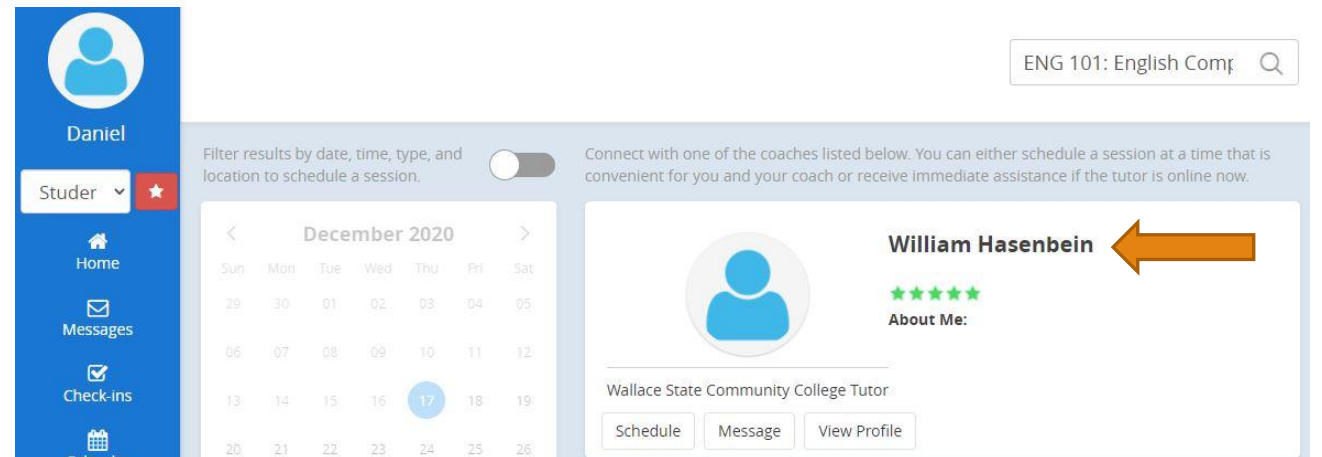 ENG 101: English Comp
Daniel
Studer
Home
Messages
Check-ins
Filter results by date, time, type, and
location to schedule a session.
Connect with one of the coaches listed below. You can either schedule a session at a time that is
convenient for you and your coach or receive immediate assistance if the tutor is online now.
December 2020
Sun Mon Tue Wed Thu Fri Sat
29 30 01 02 03 04 05
06 07 08 09 10 11 12
13 14 15 16 17 18 19
20 21 22 23 24 25 26
William Hasenbein
About Me:
Wallace State Community College Tutor
Schedule Message View Profile